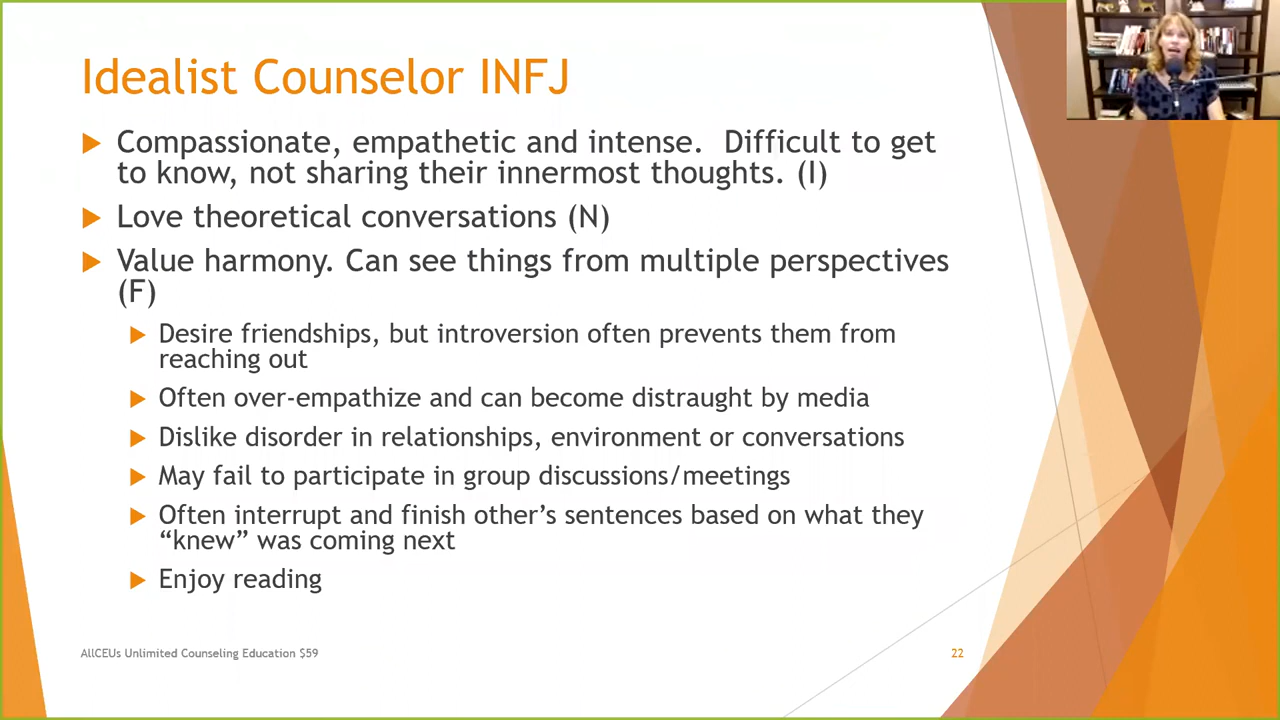 Idealist Counselor INFJ
Compassionate, empathetic and intense.  Difficult to get
to know, not sharing their innermost thoughts. (I)
Love theoretical conversations (N)
Value harmony. Can see things from multiple perspectives
(F)
Desire friendships, but introversion often prevents them from
reaching out
Often over-empathize and can become distraught by media
Dislike disorder in relationships, environment or conversations
May fail to participate in group discussions/meetings
Often interrupt and finish other’s sentences based on what they
“knew” was coming next
Enjoy reading
AllCEUs Unlimited Counseling Education $59
22